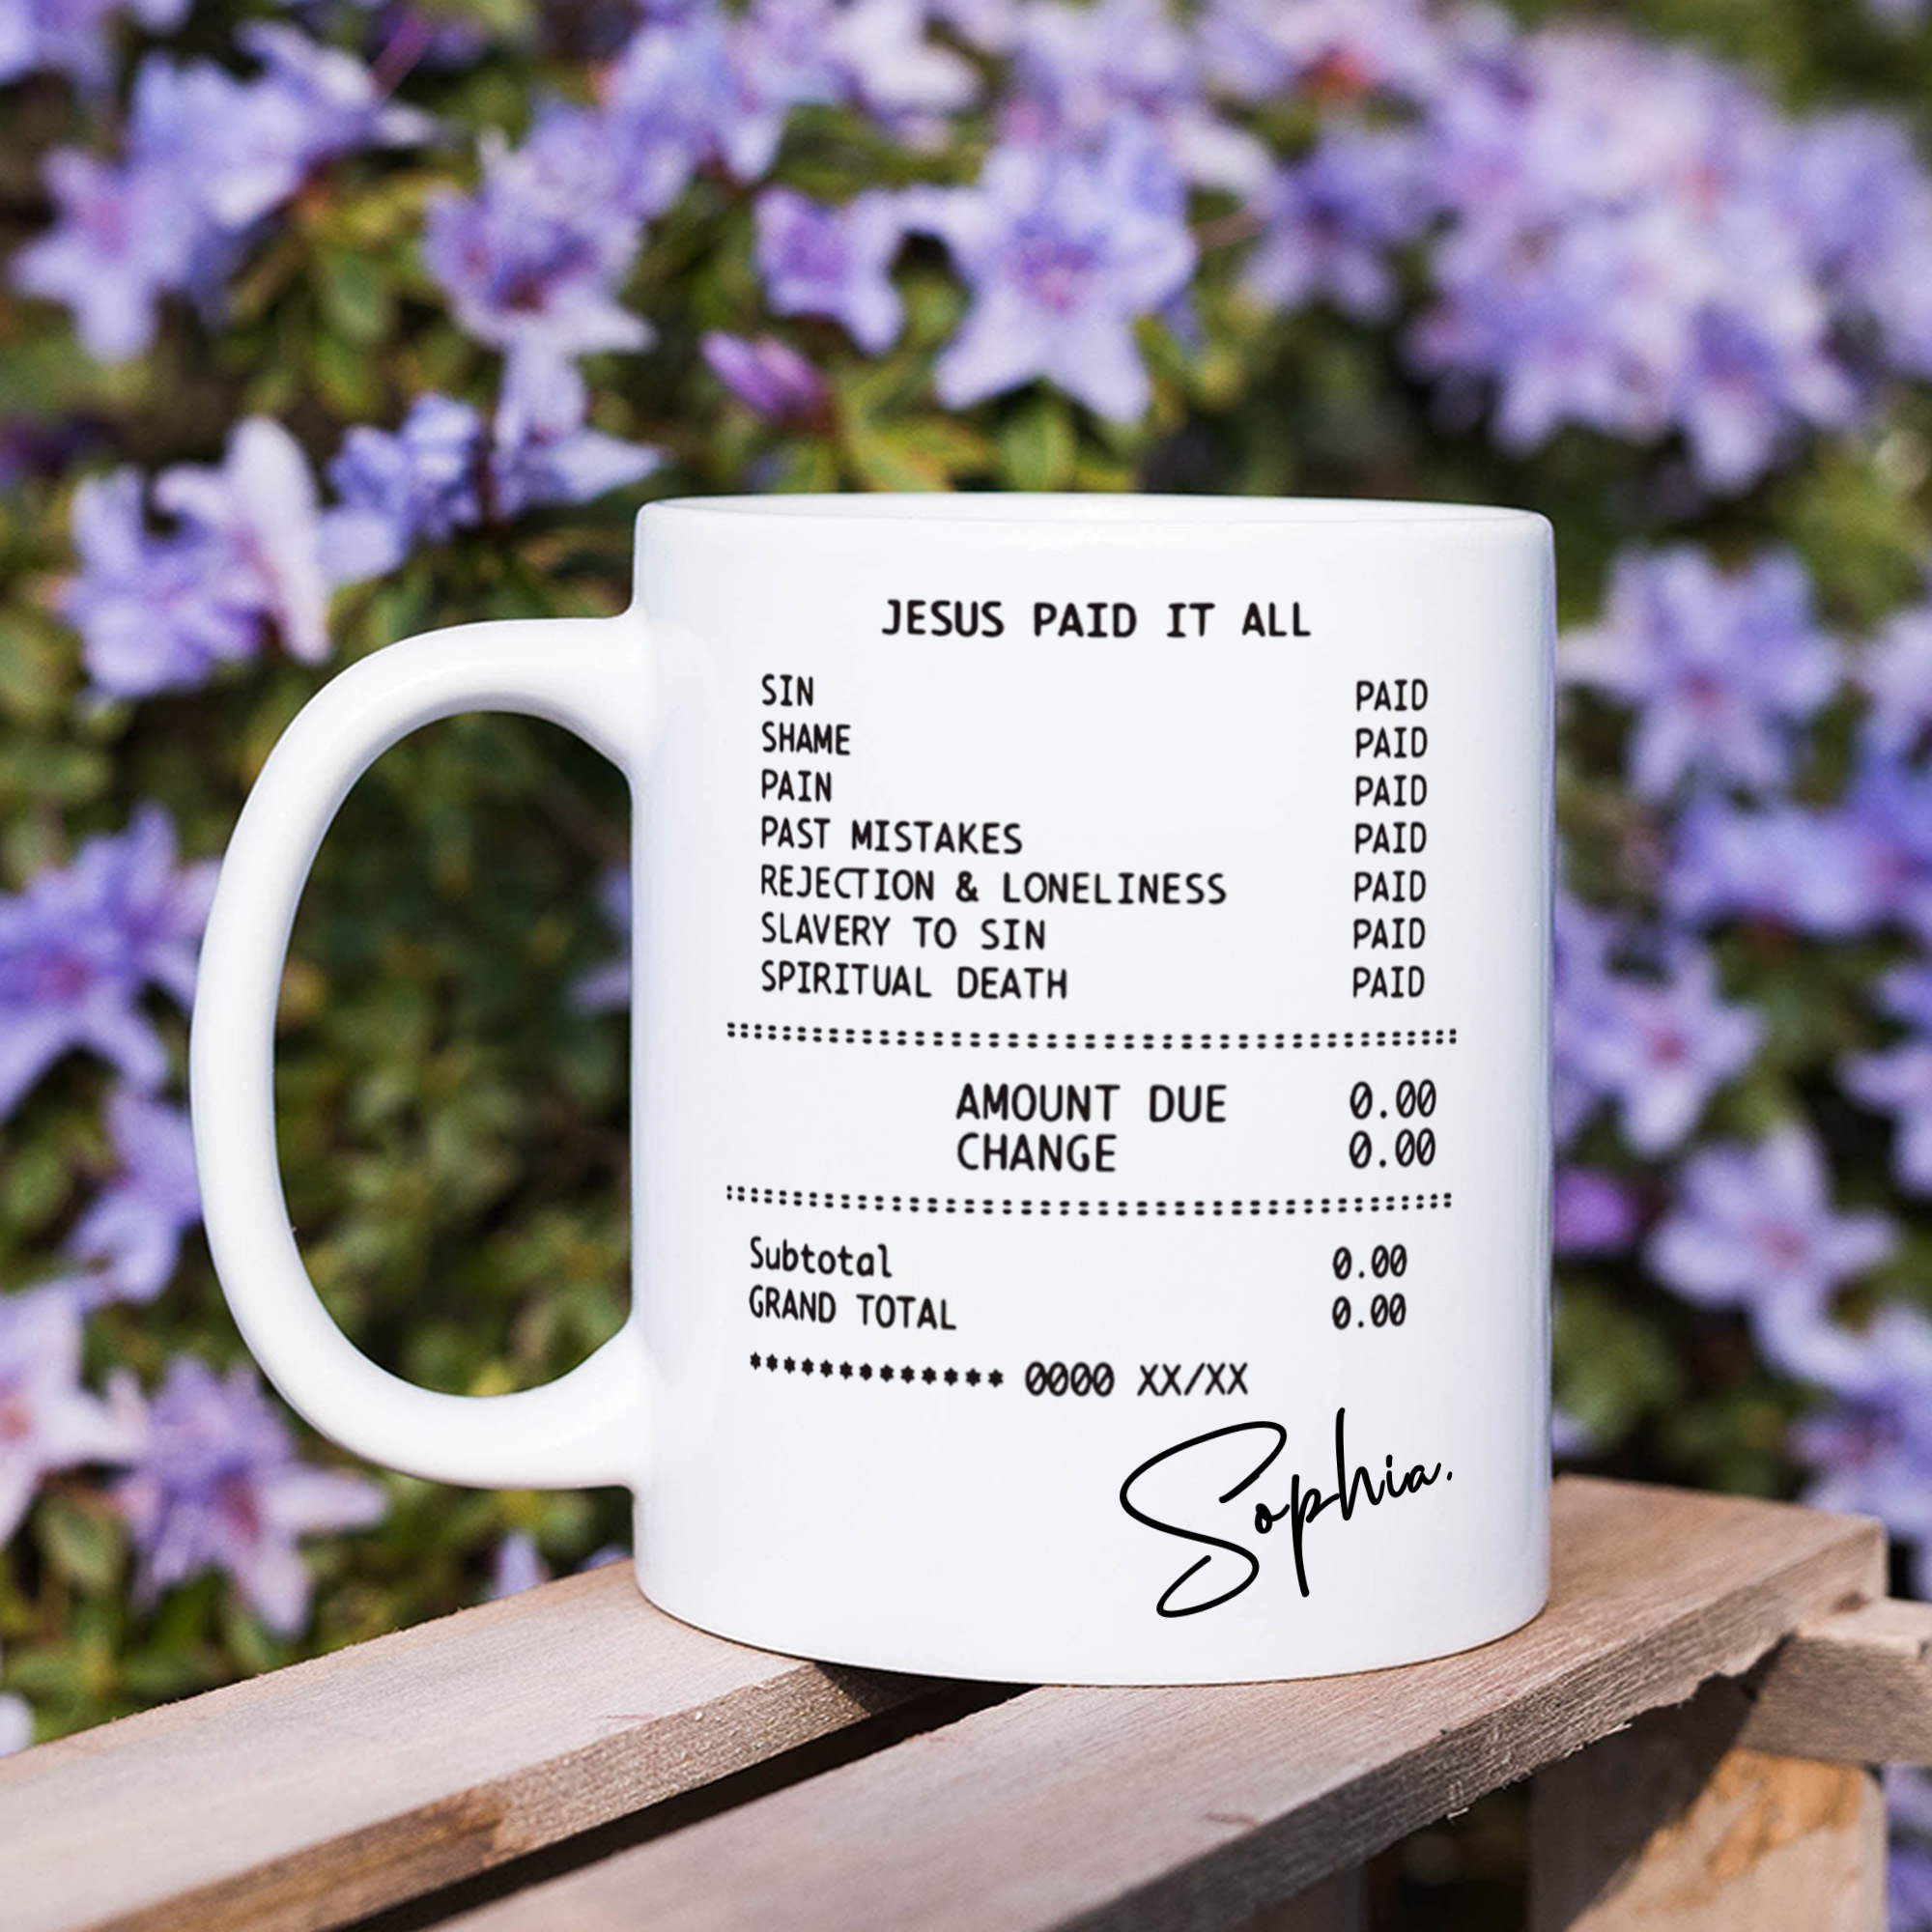 JESUS PAID IT ALL
SIN PAID
SHAME PAID
PAIN PAID
PAST MISTAKES PAID
REJECTION & LONELINESS PAID
SLAVERY TO SIN PAID
SPIRITUAL DEATH PAID
AMOUNT DUE 0.00
CHANGE 0.00
Subtotal 0.00
GRAND TOTAL 0.00
************* 0000 XX/XX
Sophia.